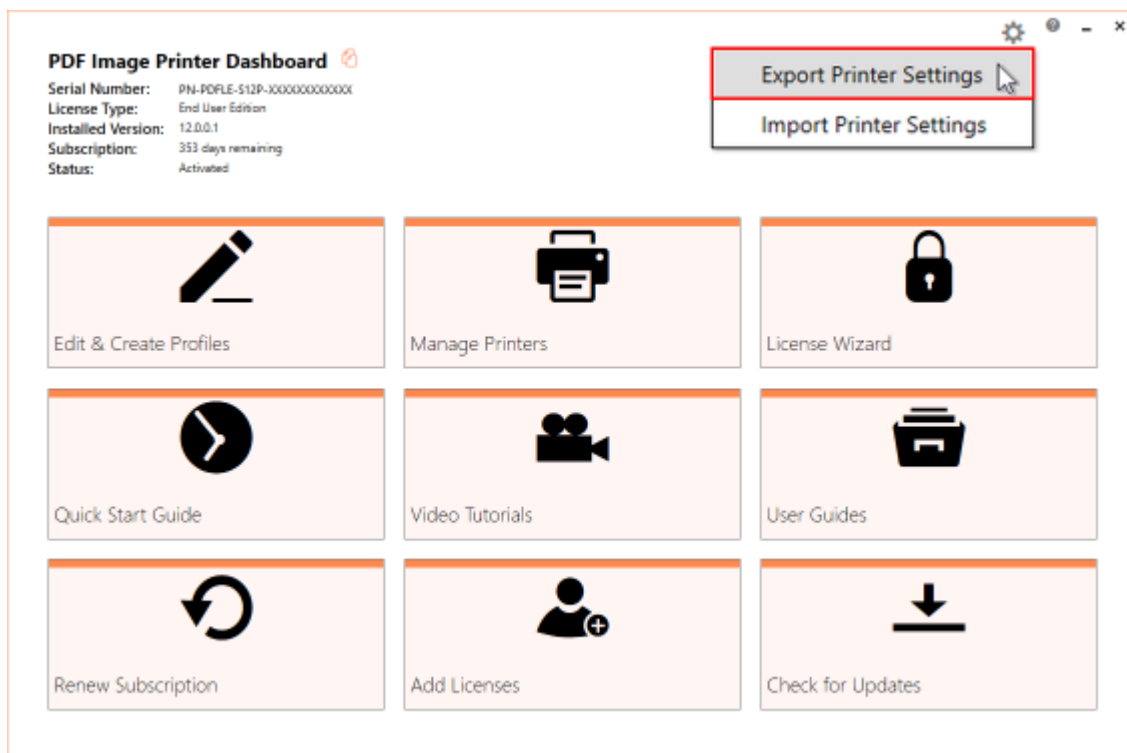 PDF Image Printer Dashboard
Serial Number: PN-PDFLE-S12P-XXXXXXXXXXXX
License Type: End User Edition
Installed Version: 12.0.0.1
Subscription: 353 days remaining
Status: Activated
Export Printer Settings
Import Printer Settings
Edit & Create Profiles
Manage Printers
License Wizard
Quick Start Guide
Video Tutorials
User Guides
Renew Subscription
Add Licenses
Check for Updates